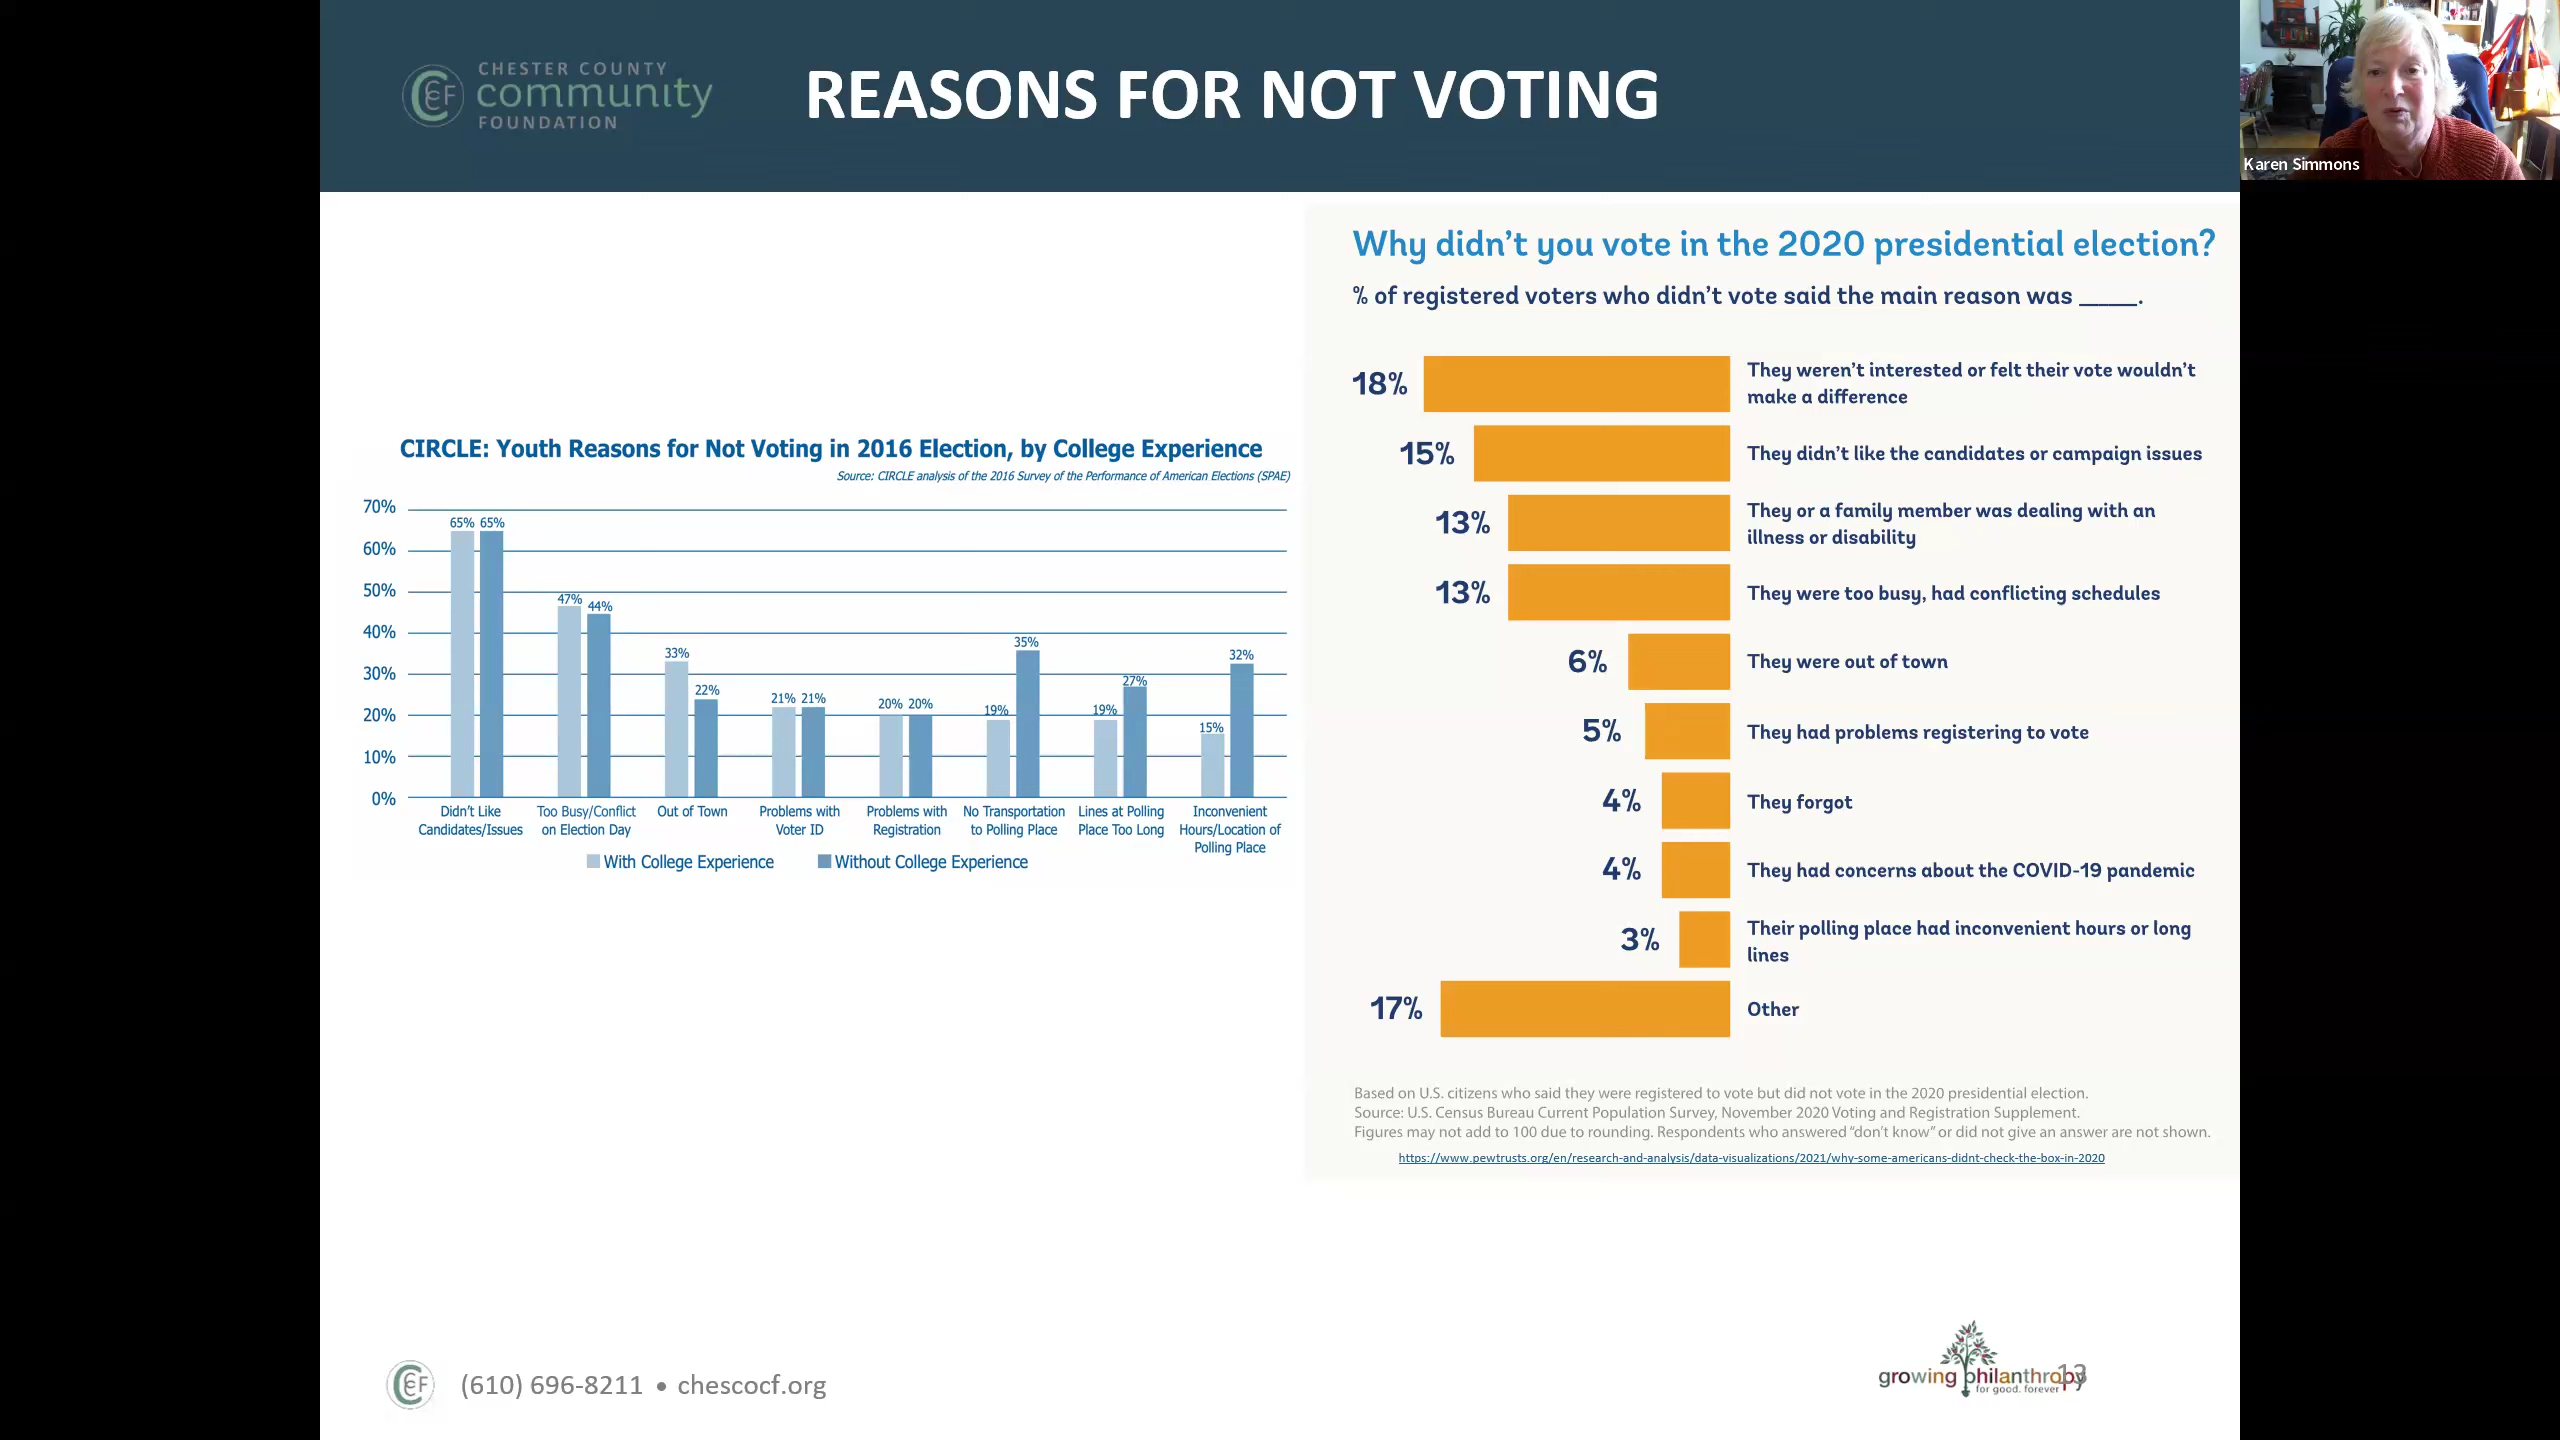 CHESTER COUNTY
community
FOUNDATION
CCCF
REASONS FOR NOT VOTING
Karen Simmons
CIRCLE: Youth Reasons for Not Voting in 2016 Election, by College Experience
Source: CIRCLE analysis of the 2016 Survey of the Performance of American Elections (SPAE)
70%
60%
50%
40%
30%
20%
10%
0%
65% 65%
47% 44%
33% 22%
21% 21%
20% 20%
19% 35%
19% 27%
15% 32%
Didn't Like
Candidates/Issues
Too Busy/Conflict
on Election Day
Out of Town
Problems with
Voter ID
Problems with
Registration
No Transportation
to Polling Place
Lines at Polling
Place Too Long
Inconvenient
Hours/Location of
Polling Place
With College Experience
Without College Experience
Why didn't you vote in the 2020 presidential election?
% of registered voters who didn't vote said the main reason was _____.
18%
They weren't interested or felt their vote wouldn't
make a difference
15%
They didn't like the candidates or campaign issues
13%
They or a family member was dealing with an
illness or disability
13%
They were too busy, had conflicting schedules
6%
They were out of town
5%
They had problems registering to vote
4%
They forgot
4%
They had concerns about the COVID-19 pandemic
3%
Their polling place had inconvenient hours or long
lines
17%
Other
Based on U.S. citizens who said they were registered to vote but did not vote in the 2020 presidential election.
Source: U.S. Census Bureau Current Population Survey, November 2020 Voting and Registration Supplement.
Figures may not add to 100 due to rounding. Respondents who answered "don't know" or did not give an answer are not shown.
https://www.pewtrusts.org/en/research-and-analysis/data-visualizations/2021/why-some-americans-didnt-check-the-box-in-2020
CCCF
(610) 696-8211 • chescocf.org
growing philanthropy
for good. forever
13